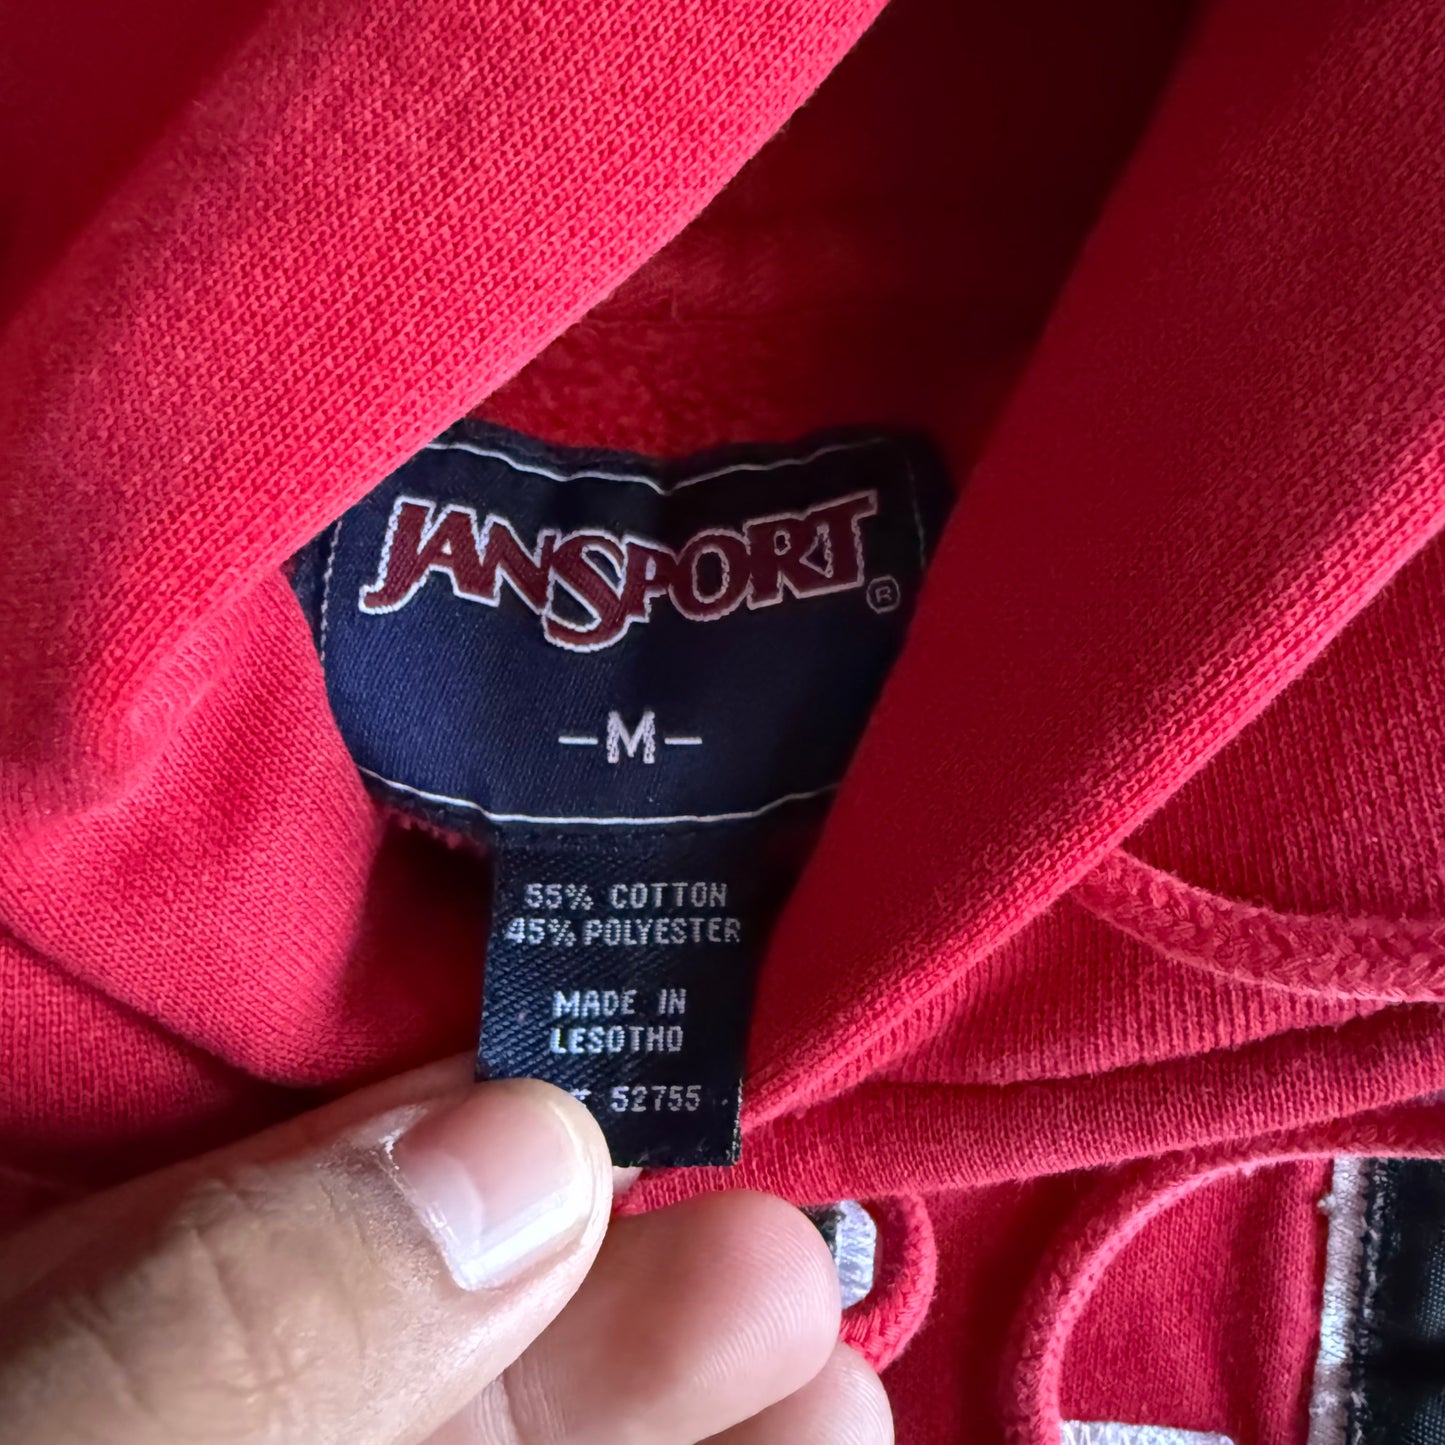 JANSPORT®
-M-
55% COTTON
45% POLYESTER
MADE IN
LESOTHO
52755